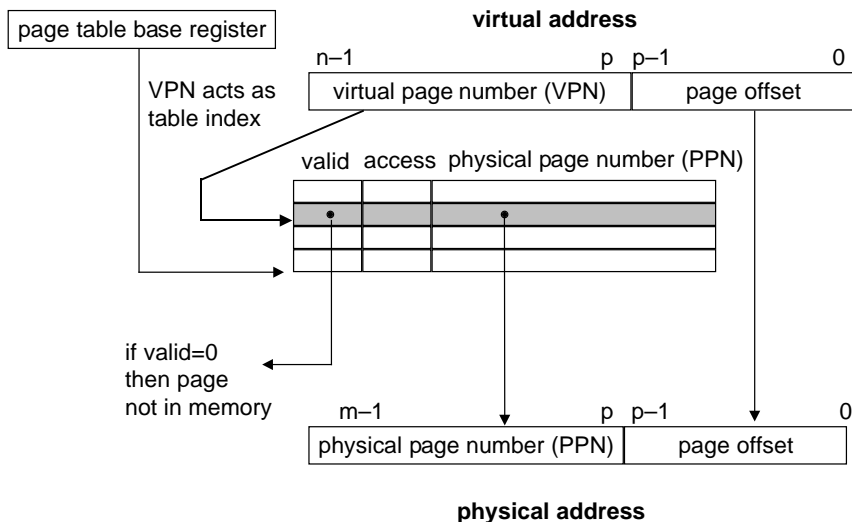 page table base register
virtual address
n–1 p p–1 0
VPN acts as
table index
virtual page number (VPN) page offset
valid access physical page number (PPN)
if valid=0
then page
not in memory
m–1 p p–1 0
physical page number (PPN) page offset
physical address